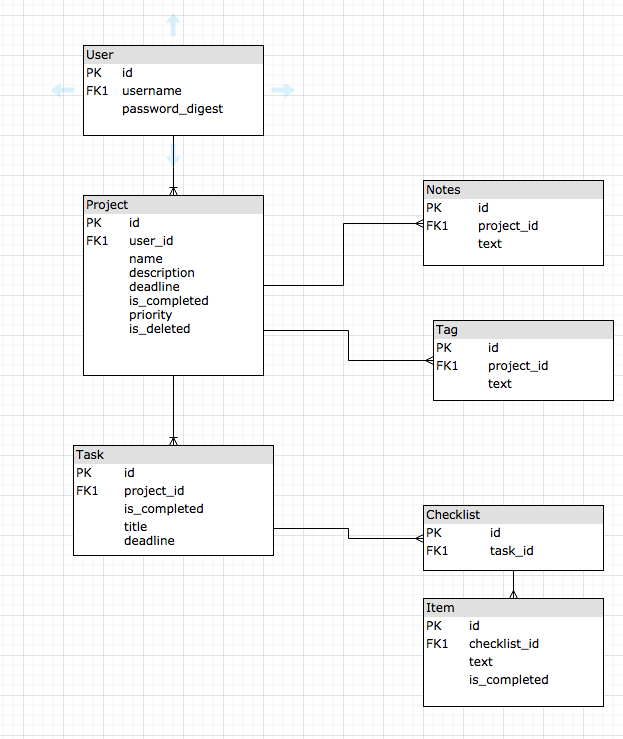 User
PK id
FK1 username
password_digest
Project
PK id
FK1 user_id
name
description
deadline
is_completed
priority
is_deleted
Notes
PK id
FK1 project_id
text
Tag
PK id
FK1 project_id
text
Task
PK id
FK1 project_id
is_completed
title
deadline
Checklist
PK id
FK1 task_id
Item
PK id
FK1 checklist_id
text
is_completed